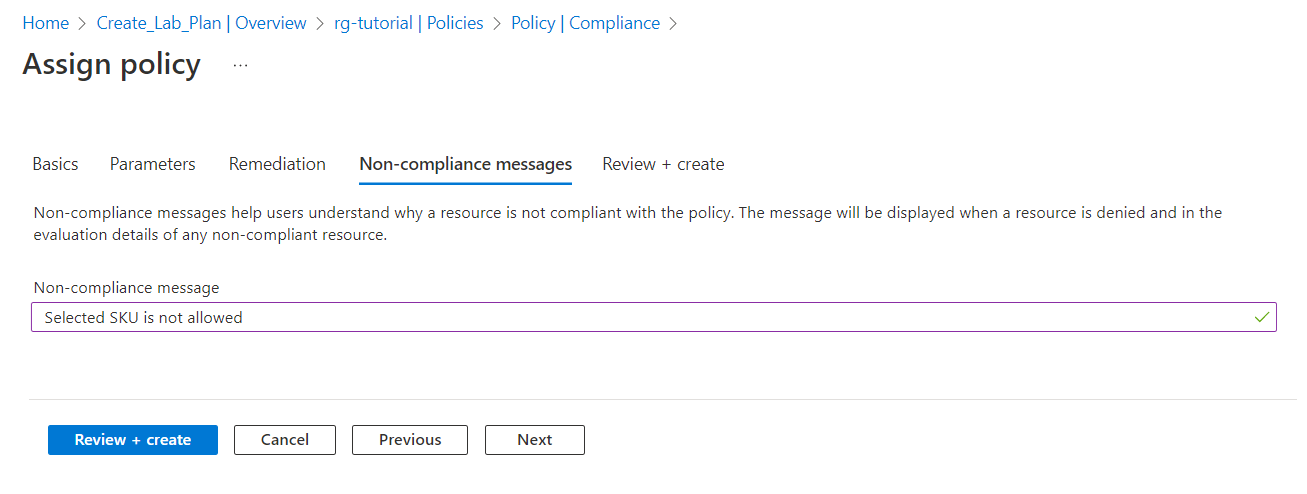 Home > Create_Lab_Plan | Overview > rg-tutorial | Policies > Policy | Compliance >
Assign policy ...
Basics Parameters Remediation Non-compliance messages Review + create
Non-compliance messages help users understand why a resource is not compliant with the policy. The message will be displayed when a resource is denied and in the
evaluation details of any non-compliant resource.
Non-compliance message
Selected SKU is not allowed
Review + create Cancel Previous Next